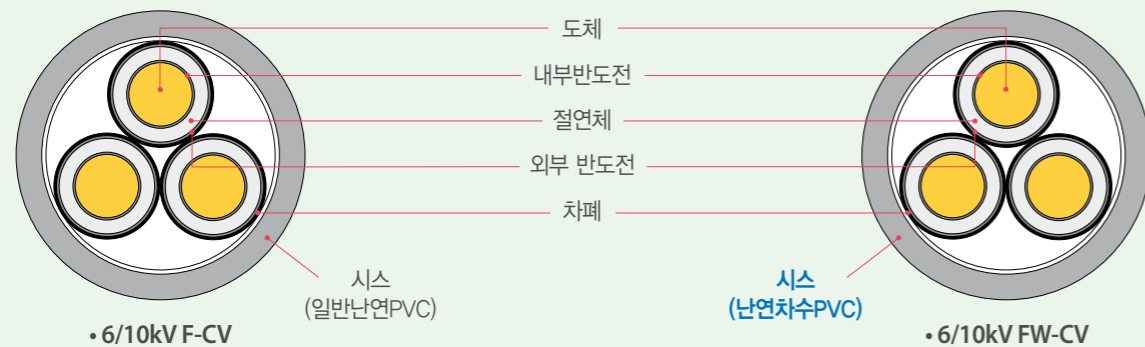 도체
내부반도전
절연체
외부 반도전
차폐
시스
(일반난연PVC)
시스
(난연차수PVC)
• 6/10kV F-CV
• 6/10kV FW-CV